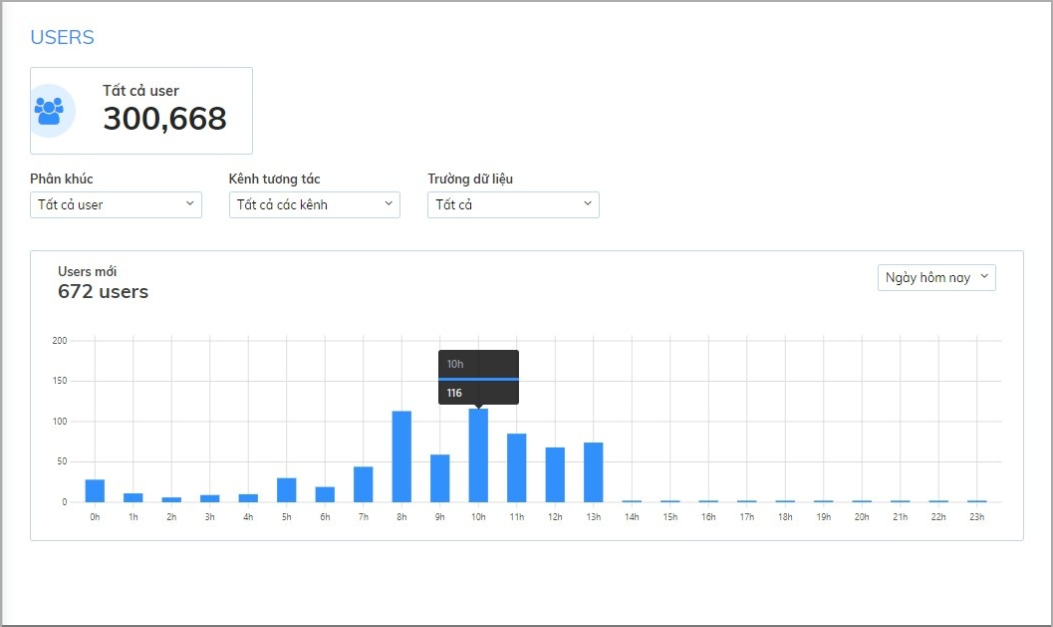 USERS
Tất cả user
300,668
Phân khúc Kênh tương tác Trường dữ liệu
Tất cả user Tất cả các kênh Tất cả
Users mới
672 users
Ngày hôm nay
200
150
100
50
0
10h
116
0h 1h 2h 3h 4h 5h 6h 7h 8h 9h 10h 11h 12h 13h 14h 15h 16h 17h 18h 19h 20h 21h 22h 23h